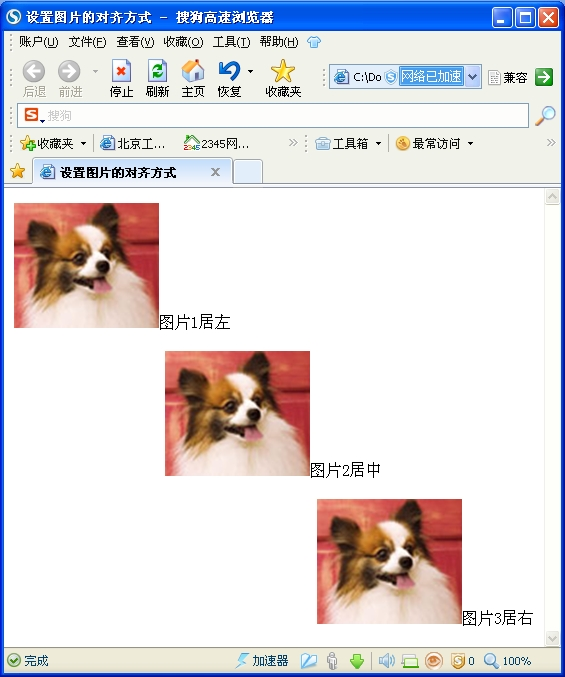 设置图片的对齐方式 - 搜狗高速浏览器
账户(U) 文件(F) 查看(V) 收藏(O) 工具(T) 帮助(H)
后退 前进 停止 刷新 主页 恢复 收藏夹 C:\Do 网络已加速 兼容
搜狗
收藏夹 北京工... 2345网... 工具箱 最常访问
设置图片的对齐方式
图片1居左
图片2居中
图片3居右
完成 加速器 0 100%